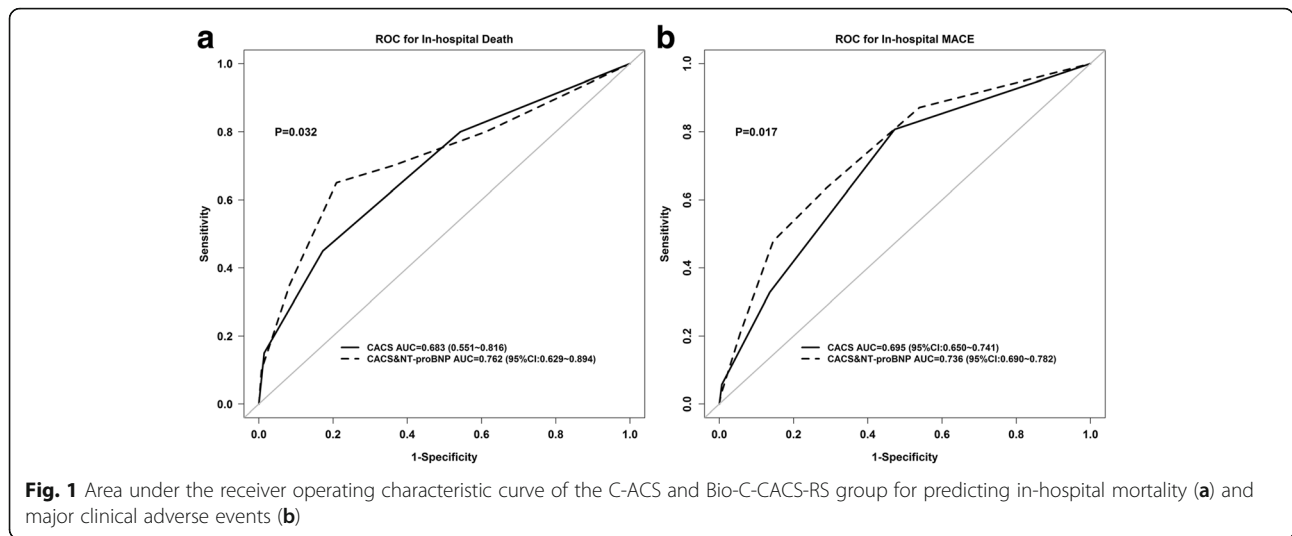 a
ROC for In-hospital Death
P=0.032
Sensitivity
1.0
0.8
0.6
0.4
0.2
0.0
CACS AUC=0.683 (0.551~0.816)
CACS&NT-proBNP AUC=0.762 (95%CI:0.629~0.894)
0.0 0.2 0.4 0.6 0.8 1.0
1-Specificity
b
ROC for In-hospital MACE
P=0.017
Sensitivity
1.0
0.8
0.6
0.4
0.2
0.0
CACS AUC=0.695 (95%CI:0.650~0.741)
CACS&NT-proBNP AUC=0.736 (95%CI:0.690~0.782)
0.0 0.2 0.4 0.6 0.8 1.0
1-Specificity
Fig. 1 Area under the receiver operating characteristic curve of the C-ACS and Bio-C-CACS-RS group for predicting in-hospital mortality (a) and
major clinical adverse events (b)